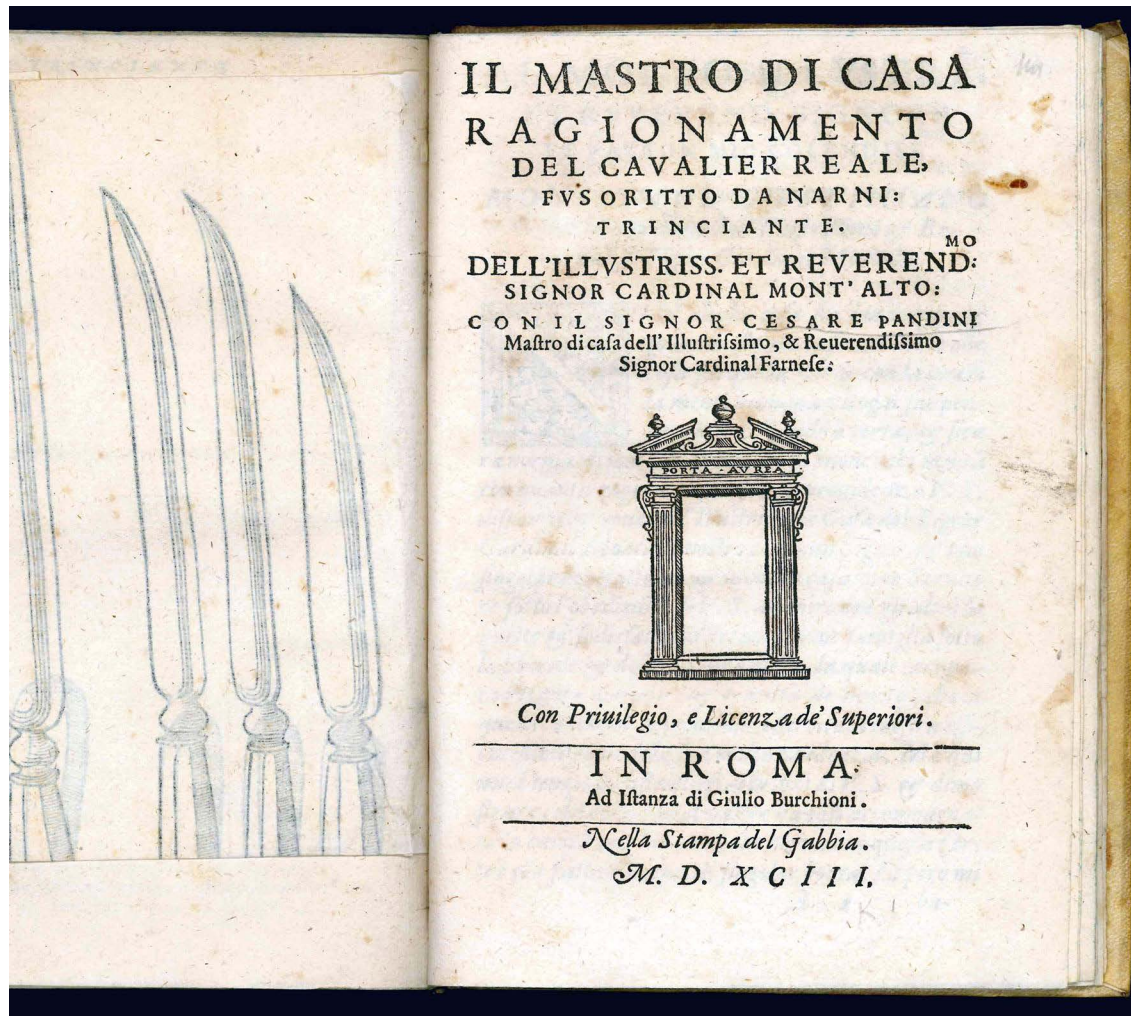 IL MASTRO DI CASA
RAGIONAMENTO
DEL CAVALIER REALE,
FVSORITTO DA NARNI:
TRINCIANTE.
DELL'ILLVSTRISS. ET REVEREND:MO
SIGNOR CARDINAL MONT' ALTO:
CON IL SIGNOR CESARE PANDINI
Maſtro di caſa dell' Illuſtriſsimo, & Reuerendiſsimo
Signor Cardinal Farneſe:
PORTA - AVREA
Con Priuilegio, e Licenza de' Superiori.
IN ROMA.
Ad Iſtanza di Giulio Burchioni.
Nella Stampa del Gabbia.
M. D. XCIII.